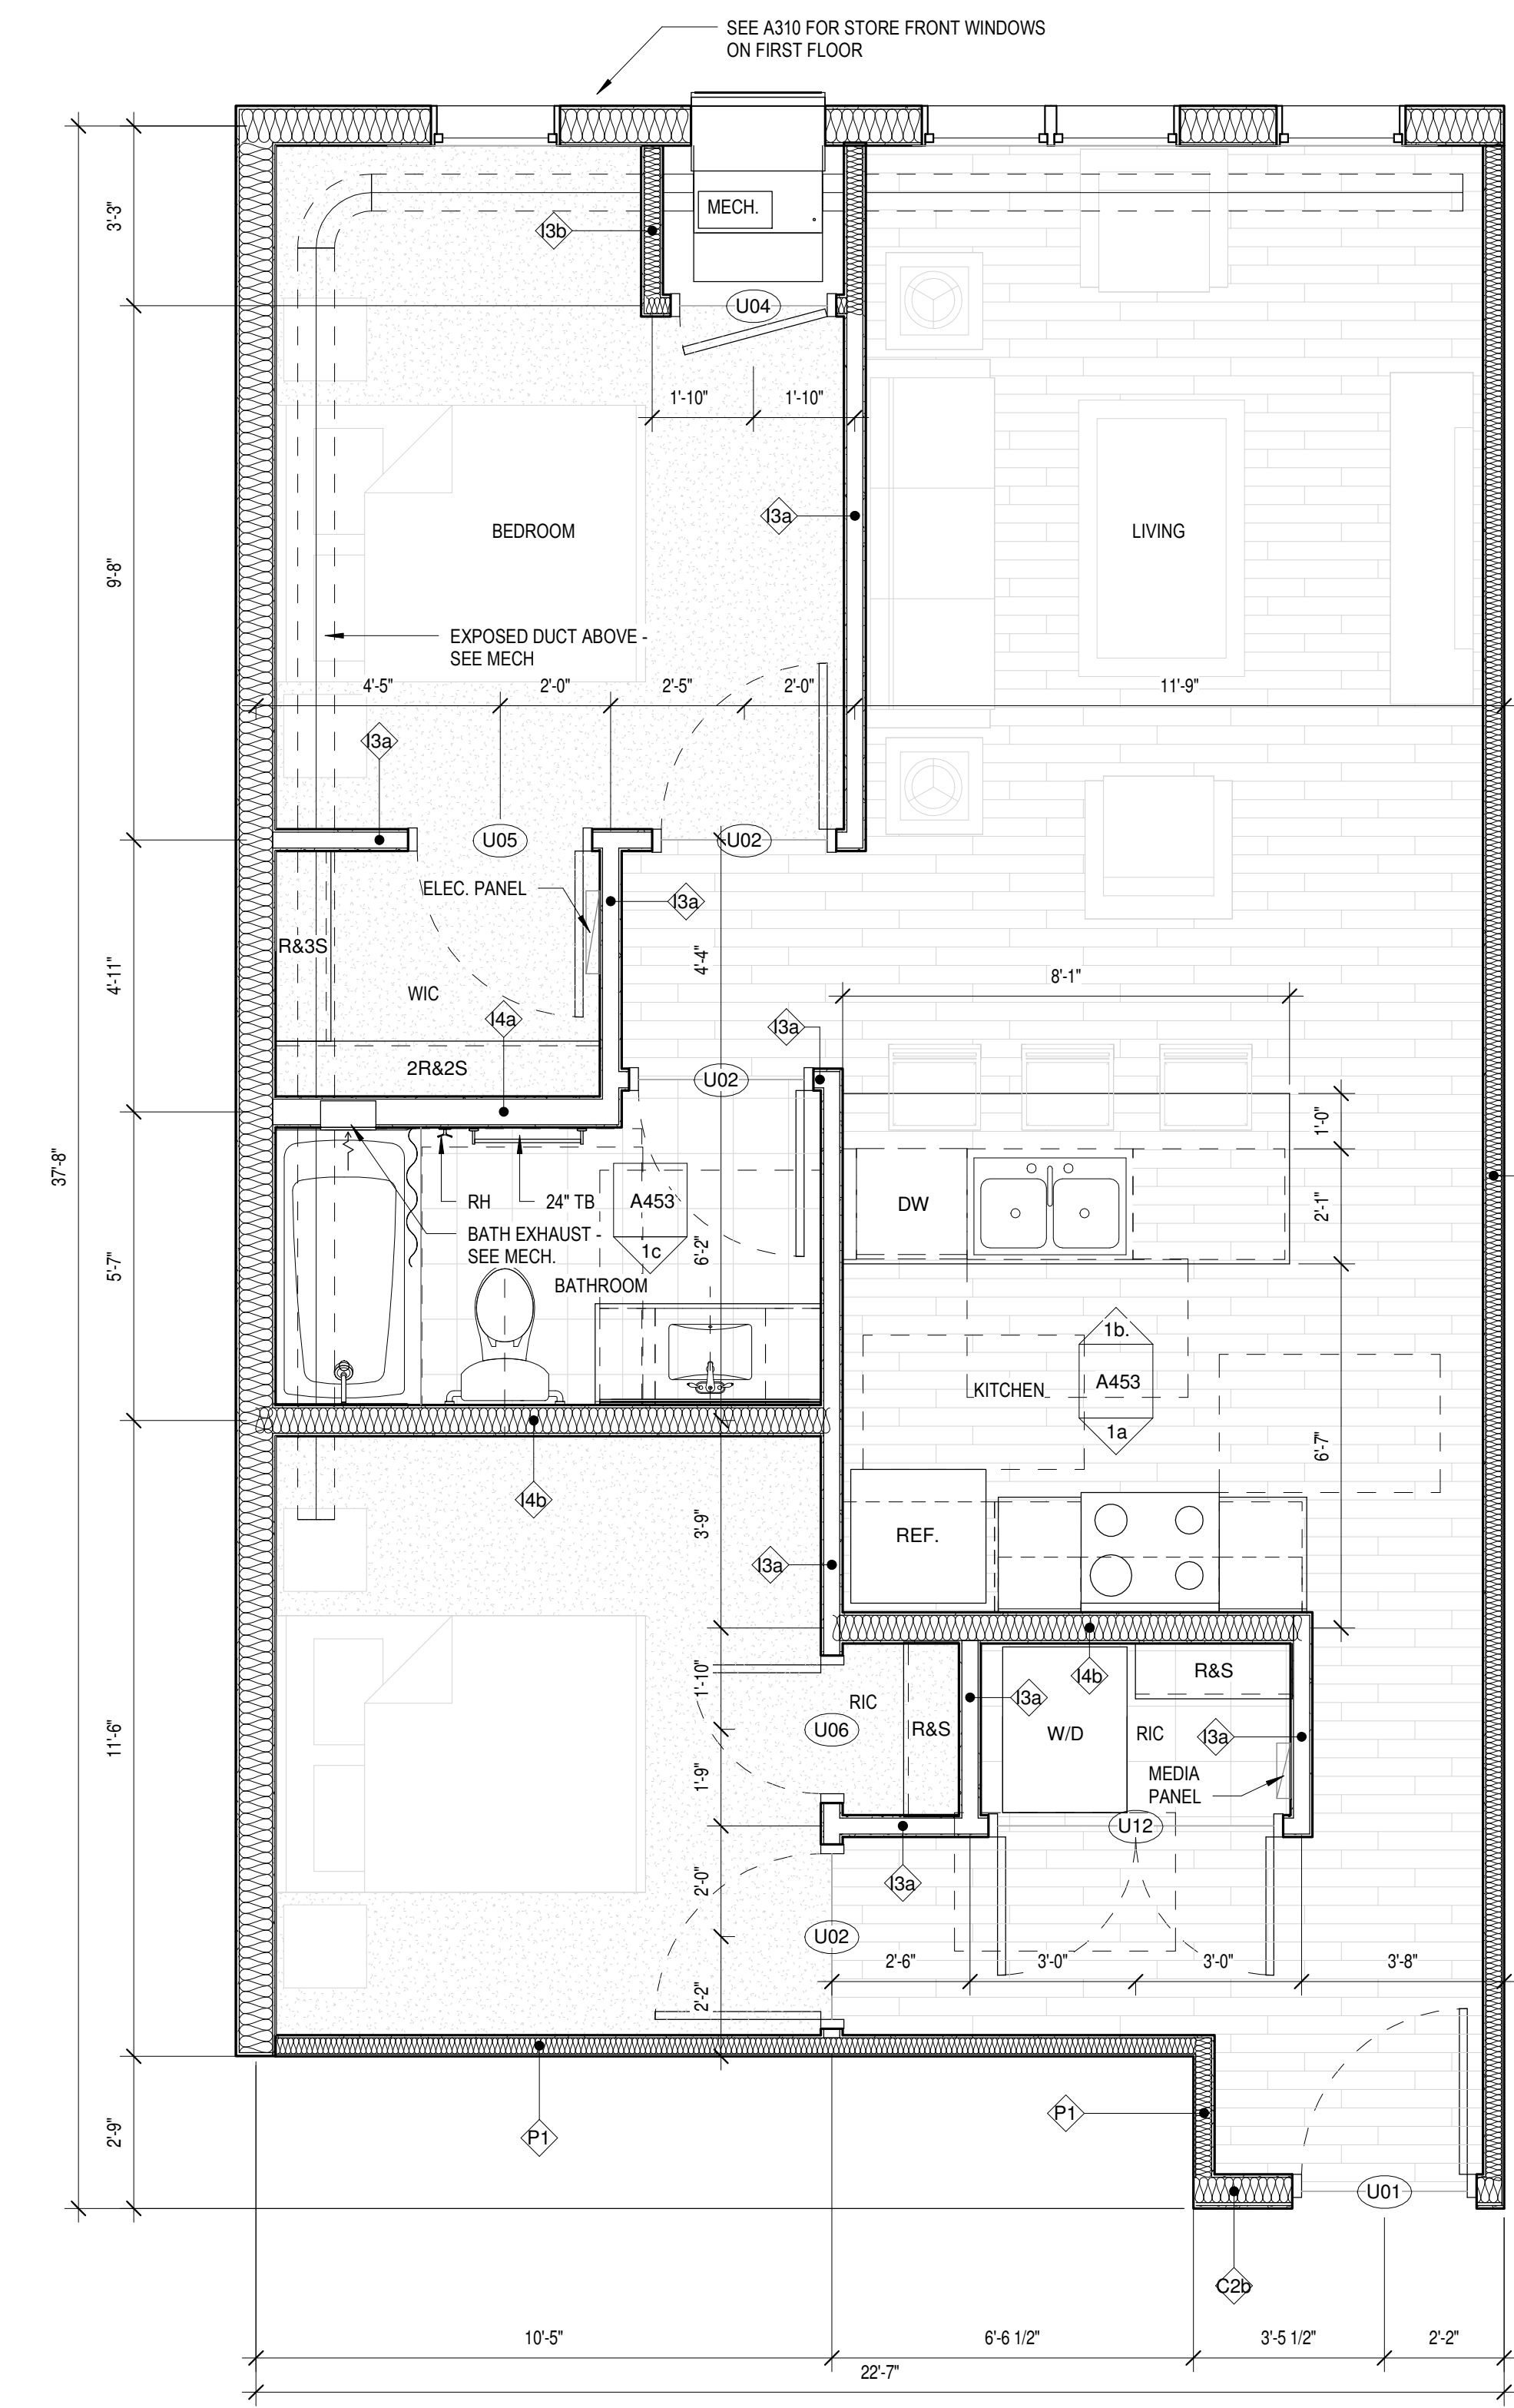 SEE A310 FOR STORE FRONT WINDOWS
ON FIRST FLOOR
3'-3"
I3b
MECH.
U04
1'-10"
1'-10"
9'-8"
BEDROOM
I3a
LIVING
37'-8"
EXPOSED DUCT ABOVE -
SEE MECH
4'-5"
2'-0"
2'-5"
2'-0"
11'-9"
I3a
U05
U02
ELEC. PANEL
I3a
R&3S
4'-11"
WIC
4'-4"
8'-1"
I4a
I3a
2R&2S
U02
1'-0"
RH
24" TB
A453
1c
DW
2'-1"
BATH EXHAUST -
SEE MECH.
6'-2"
5'-7"
BATHROOM
1b.
A453
1a
KITCHEN
6'-7"
I4b
3'-9"
I3a
REF.
11'-6"
1'-10"
RIC
R&S
U06
I3a
I4b
R&S
W/D
RIC
I3a
MEDIA
PANEL
1'-9"
U12
I3a
2'-0"
U02
2'-6"
3'-0"
3'-0"
3'-8"
2'-2"
2'-9"
P1
P1
U01
C2b
10'-5"
6'-6 1/2"
3'-5 1/2"
2'-2"
22'-7"